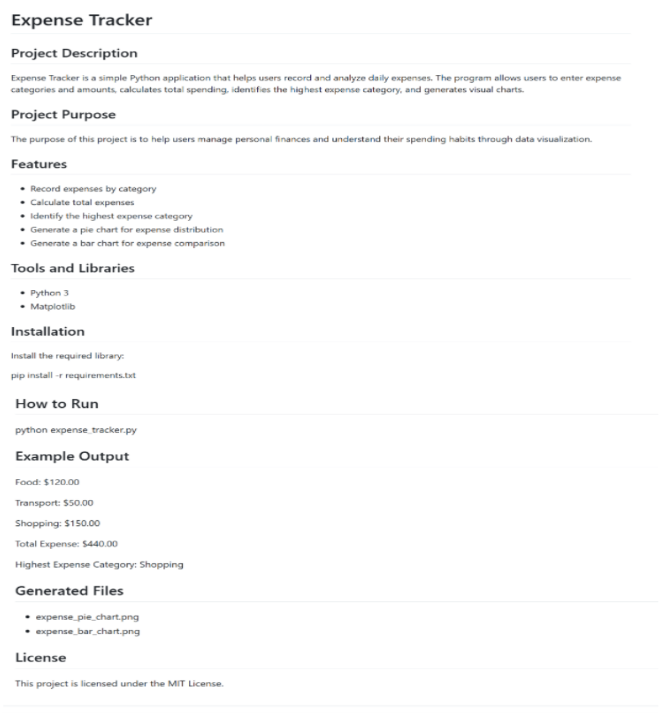 Expense Tracker
Project Description
Expense Tracker is a simple Python application that helps users record and analyze daily expenses. The program allows users to enter expense
categories and amounts, calculates total spending, identifies the highest expense category, and generates visual charts.
Project Purpose
The purpose of this project is to help users manage personal finances and understand their spending habits through data visualization.
Features
• Record expenses by category
• Calculate total expenses
• Identify the highest expense category
• Generate a pie chart for expense distribution
• Generate a bar chart for expense comparison
Tools and Libraries
• Python 3
• Matplotlib
Installation
Install the required library:
pip install -r requirements.txt
How to Run
python expense_tracker.py
Example Output
Food: $120.00
Transport: $50.00
Shopping: $150.00
Total Expense: $440.00
Highest Expense Category: Shopping
Generated Files
• expense_pie_chart.png
• expense_bar_chart.png
License
This project is licensed under the MIT License.